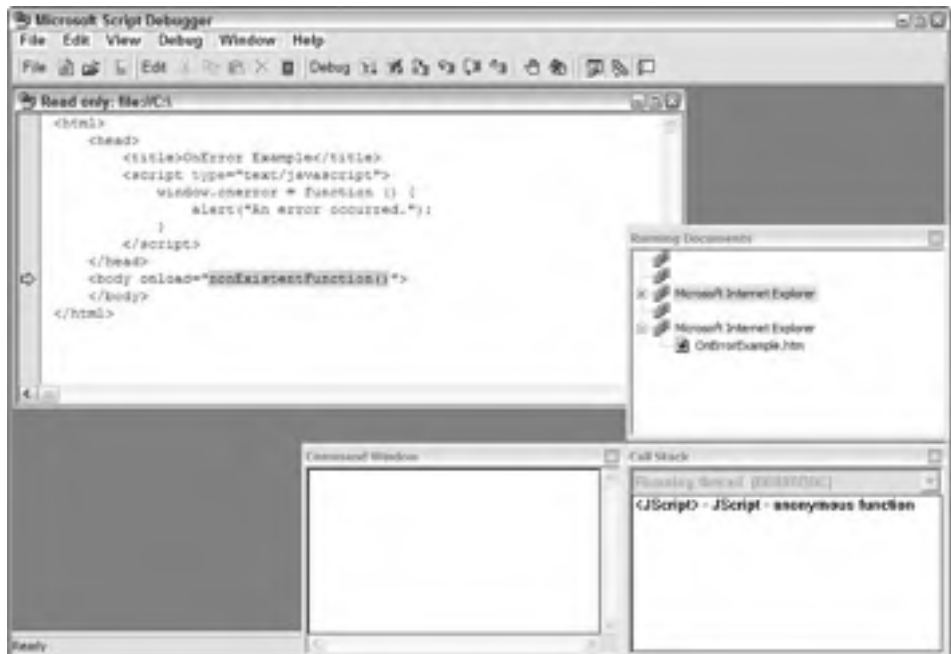 Microsoft Script Debugger
File Edit View Debug Window Help
File Edit Debug
Read only: file://C:\
<html>
<head>
<title>OnError Example</title>
<script type="text/javascript">
window.onerror = function () {
alert("An error occurred.");
}
</script>
</head>
<body onload="nonExistentFunction()">
</body>
</html>
Running Documents
Microsoft Internet Explorer
Microsoft Internet Explorer
OnErrorExample.htm
Command Window
Call Stack
Running thread
<JScript> - JScript - anonymous function
Ready